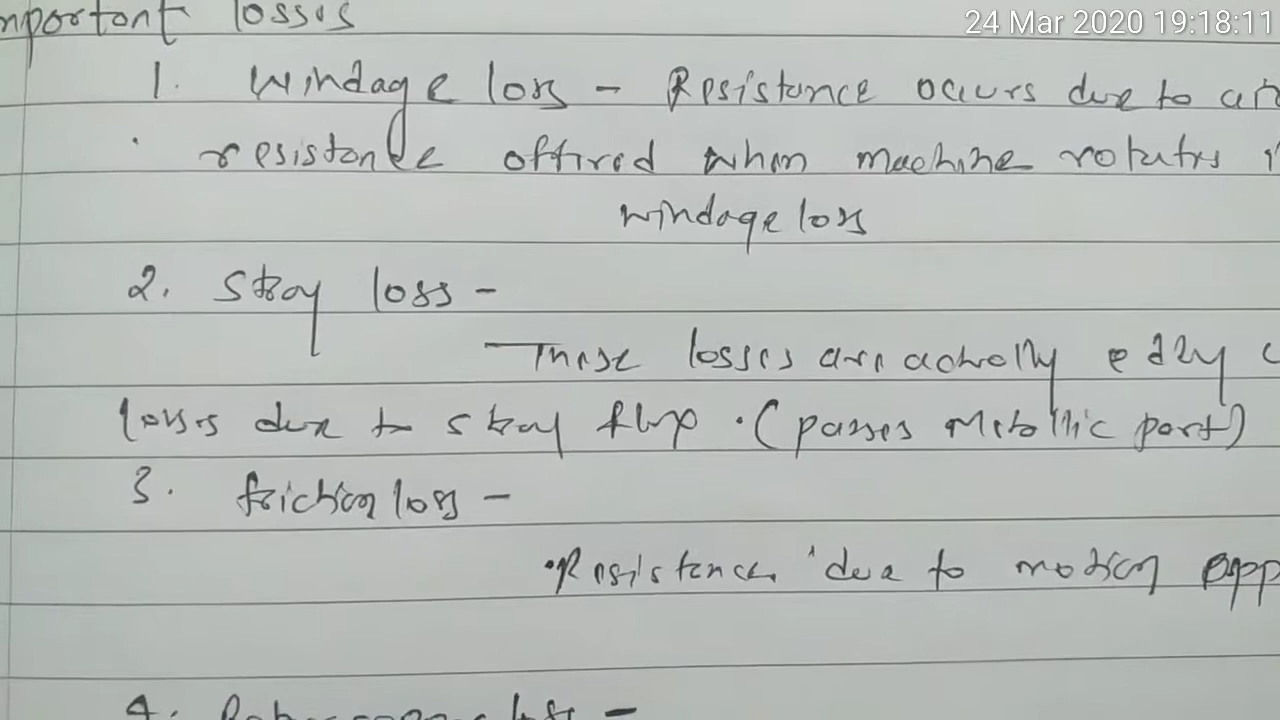 losses
24 Mar 2020 19:18:11
1. Windage loss - Resistance occurs due to
resistance offired when machine rotates
windage loss
2. Stray loss -
These losses are actually eddy c
losses due to stray flux. (passes Metallic part)
3. friction loss -
Resistance due to motion opp
4. loss -